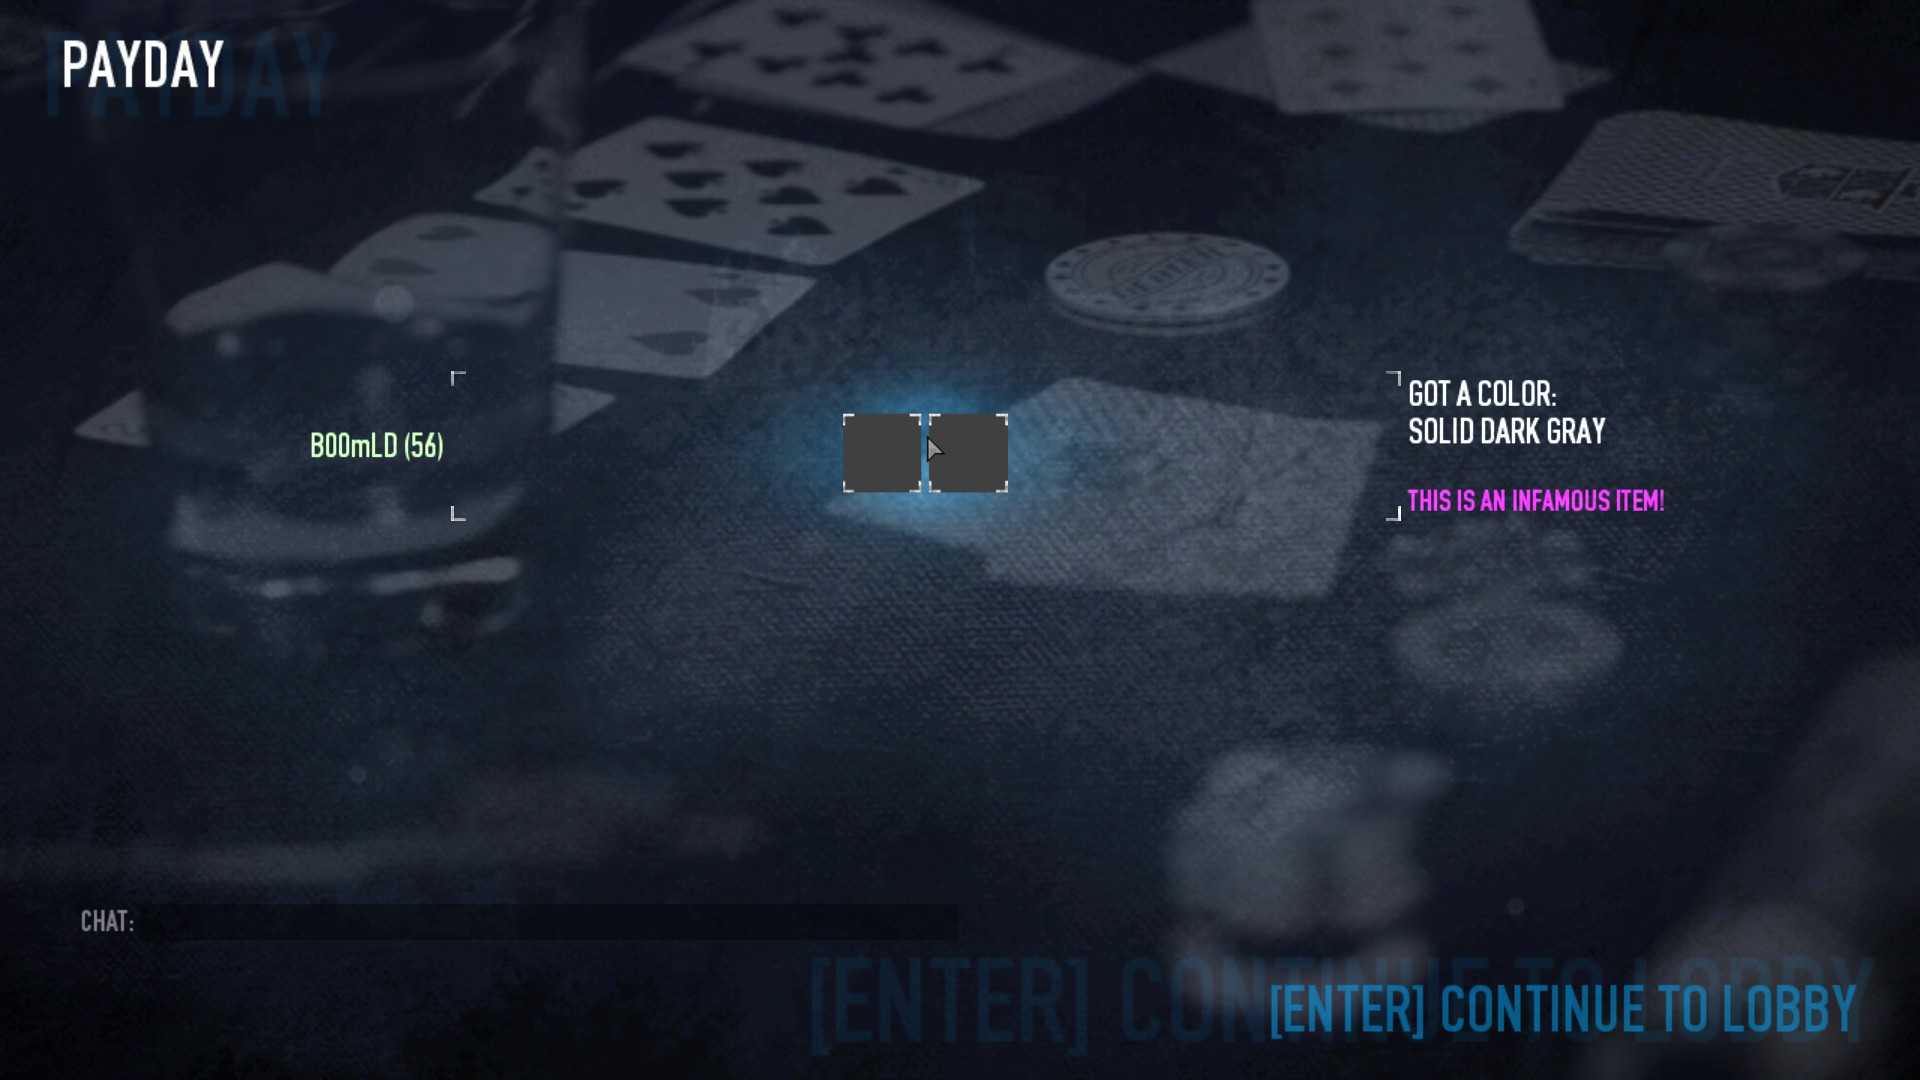 PAYDAY
GOT A COLOR:
SOLID DARK GRAY
B00mLD (56)
THIS IS AN INFAMOUS ITEM!
CHAT:
[ENTER] CONTINUE TO LOBBY